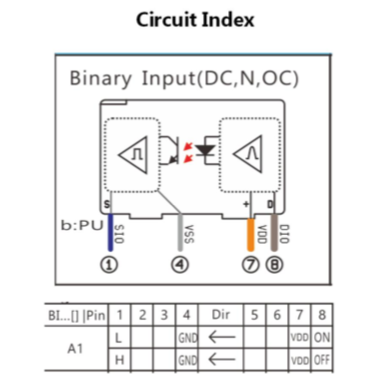 Circuit Index
Binary Input(DC,N,OC)
S + D
b:PU SIO VSS VDD DIO
① ④ ⑦ ⑧
BI...[] |Pin 1 2 3 4 Dir 5 6 7 8
A1 L GND ← VDD ON
H GND ← VDD OFF